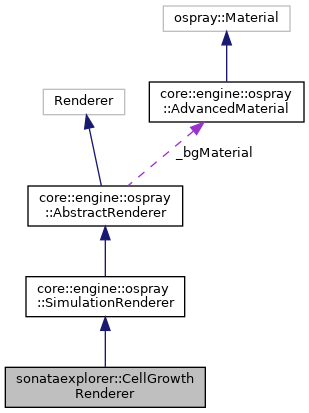 ospray::Material
Renderer
core::engine::ospray
::AdvancedMaterial
_bgMaterial
core::engine::ospray
::AbstractRenderer
core::engine::ospray
::SimulationRenderer
sonataexplorer::CellGrowth
Renderer